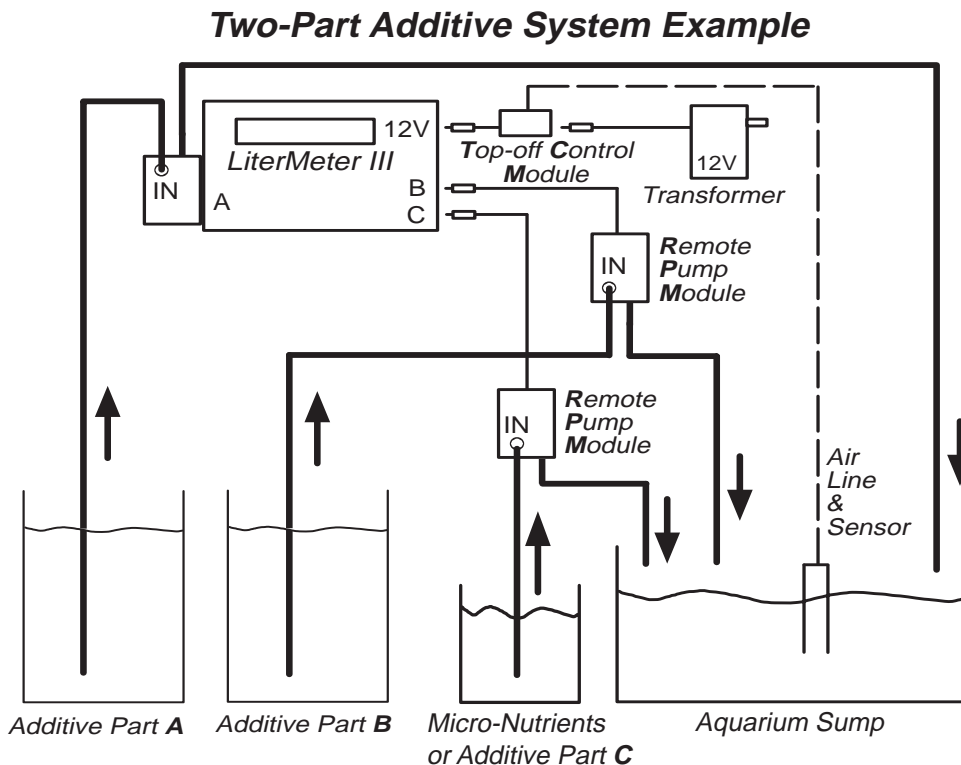 Two-Part Additive System Example
12V
LiterMeter III
IN
A
B
C
Top-off Control
Module
12V
Transformer
IN
Remote
Pump
Module
IN
Remote
Pump
Module
Air
Line
&
Sensor
Additive Part A
Additive Part B
Micro-Nutrients
or Additive Part C
Aquarium Sump